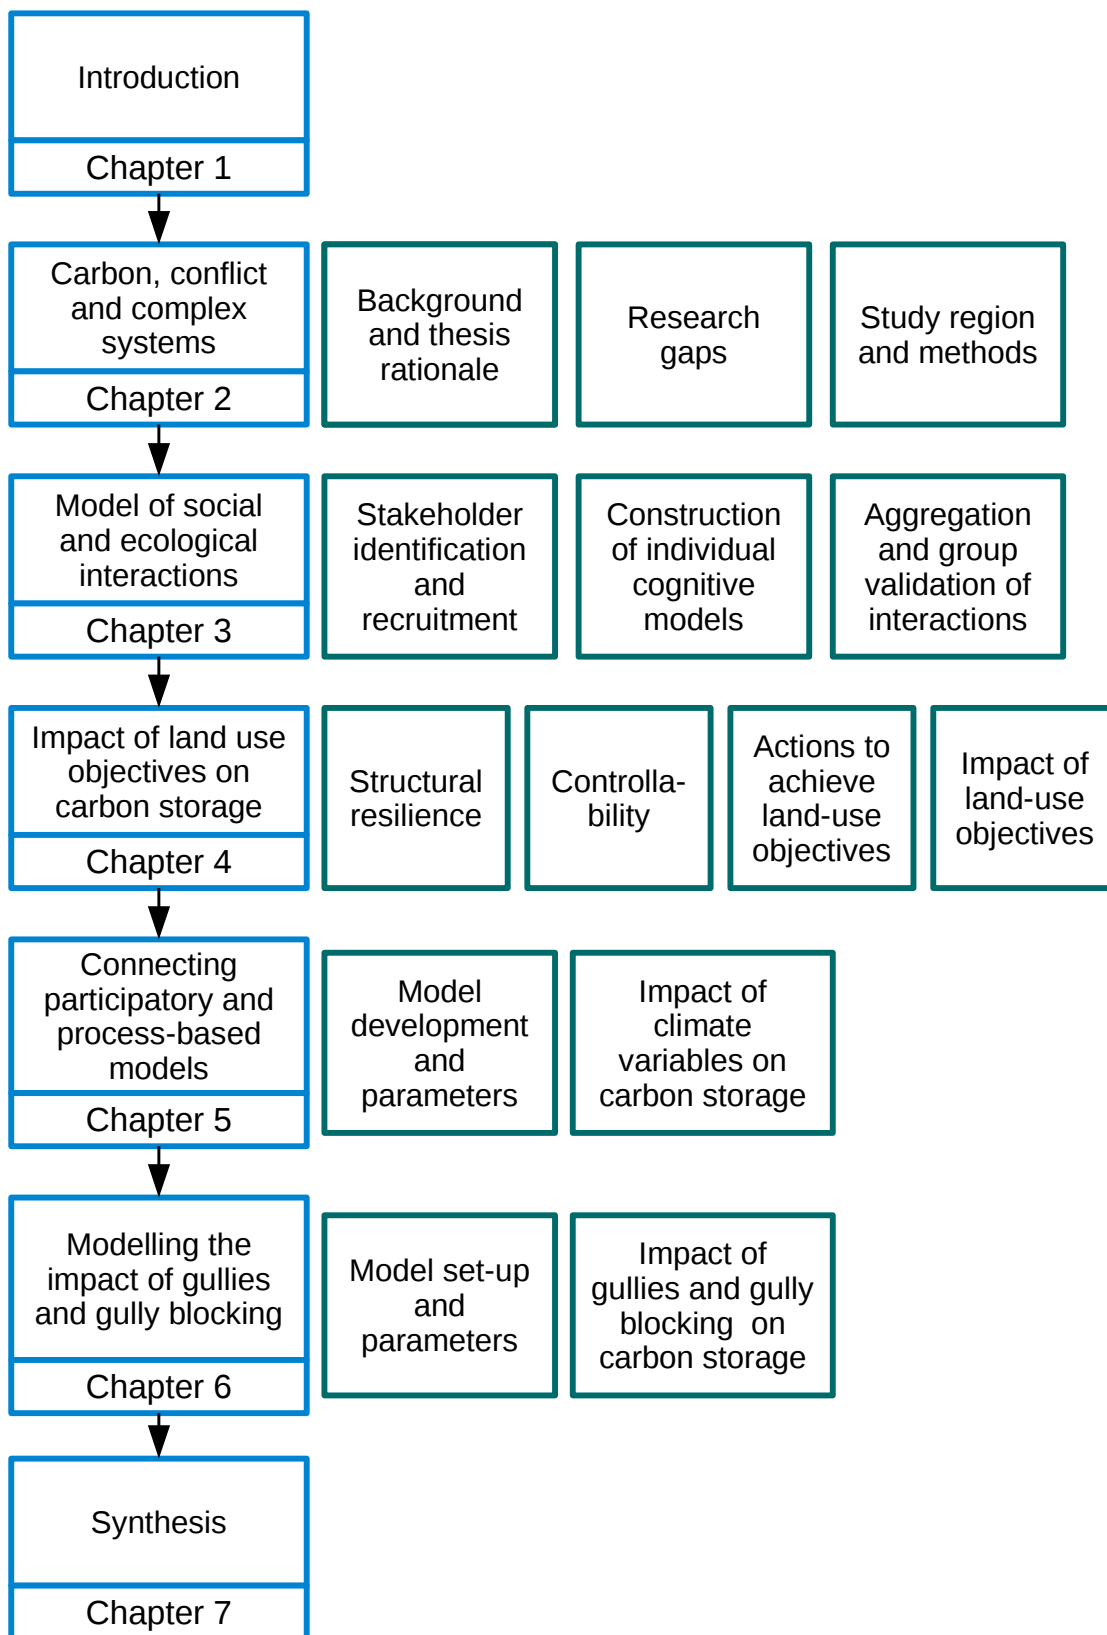 Introduction
Chapter 1
Carbon, conflict
and complex
systems
Chapter 2
Background
and thesis
rationale
Research
gaps
Study region
and methods
Model of social
and ecological
interactions
Chapter 3
Stakeholder
identification
and
recruitment
Construction
of individual
cognitive
models
Aggregation
and group
validation of
interactions
Impact of land use
objectives on
carbon storage
Chapter 4
Structural
resilience
Controlla-
bility
Actions to
achieve
land-use
objectives
Impact of
land-use
objectives
Connecting
participatory and
process-based
models
Chapter 5
Model
development
and
parameters
Impact of
climate
variables on
carbon storage
Modelling the
impact of gullies
and gully blocking
Chapter 6
Model set-up
and
parameters
Impact of
gullies and gully
blocking  on
carbon storage
Synthesis
Chapter 7